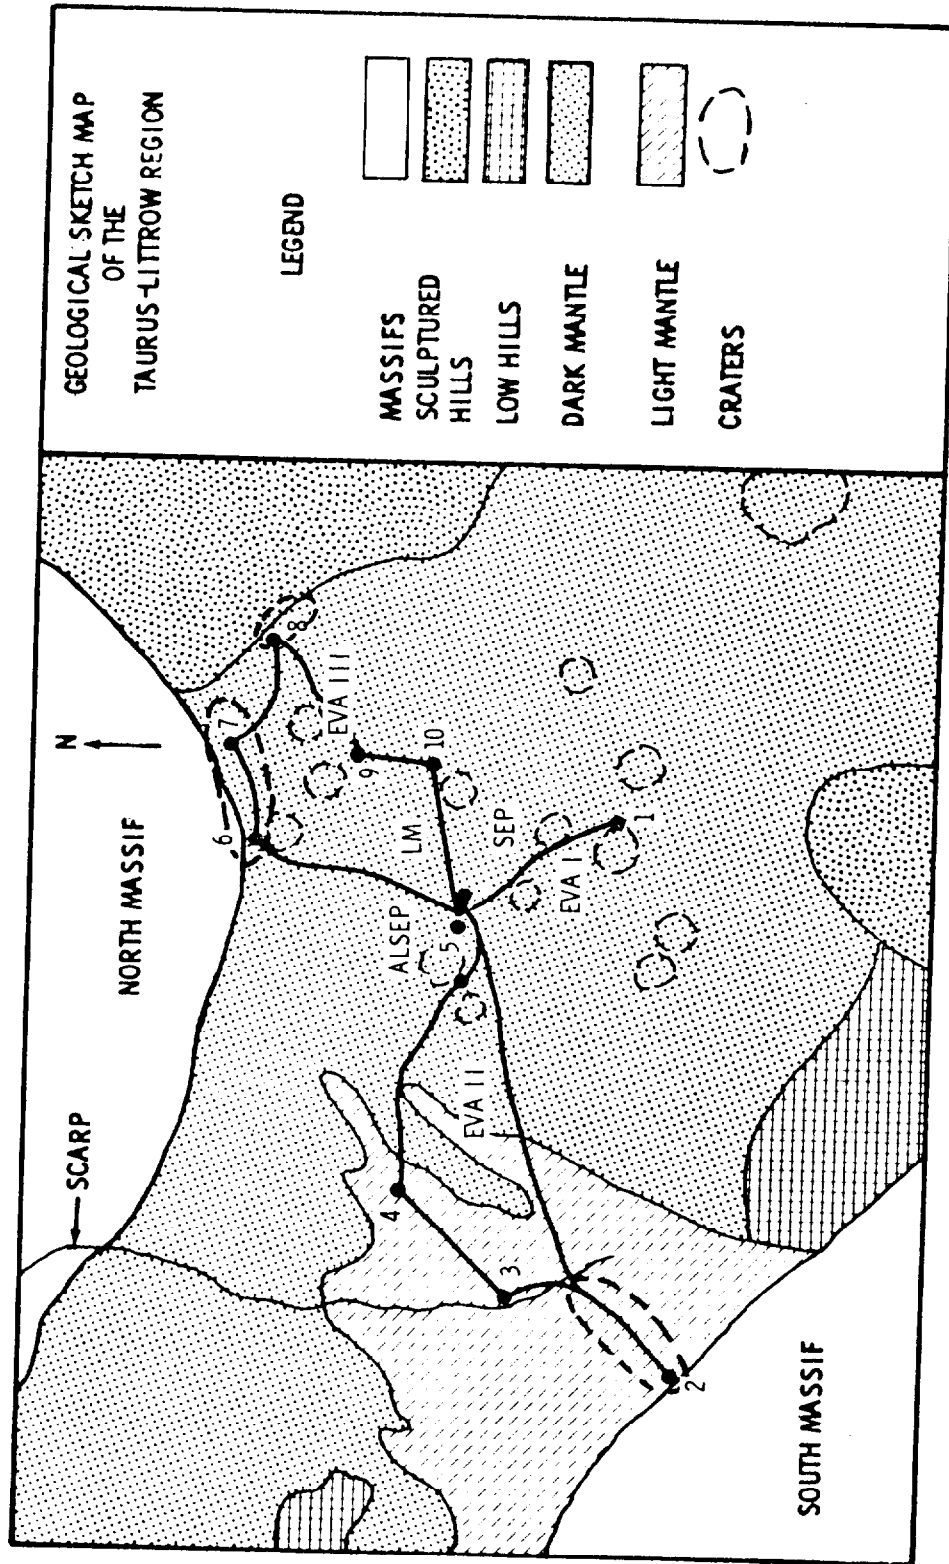 GEOLOGICAL SKETCH MAP
OF THE
TAURUS-LITTROW REGION
LEGEND
MASSIFS
SCULPTURED
HILLS
LOW HILLS
DARK MANTLE
LIGHT MANTLE
CRATERS
SCARP
NORTH MASSIF
N
6
7
8
EVA III
9
10
LM
SEP
ALSEP
5
EVA I
1
4
EVA II
3
2
SOUTH MASSIF